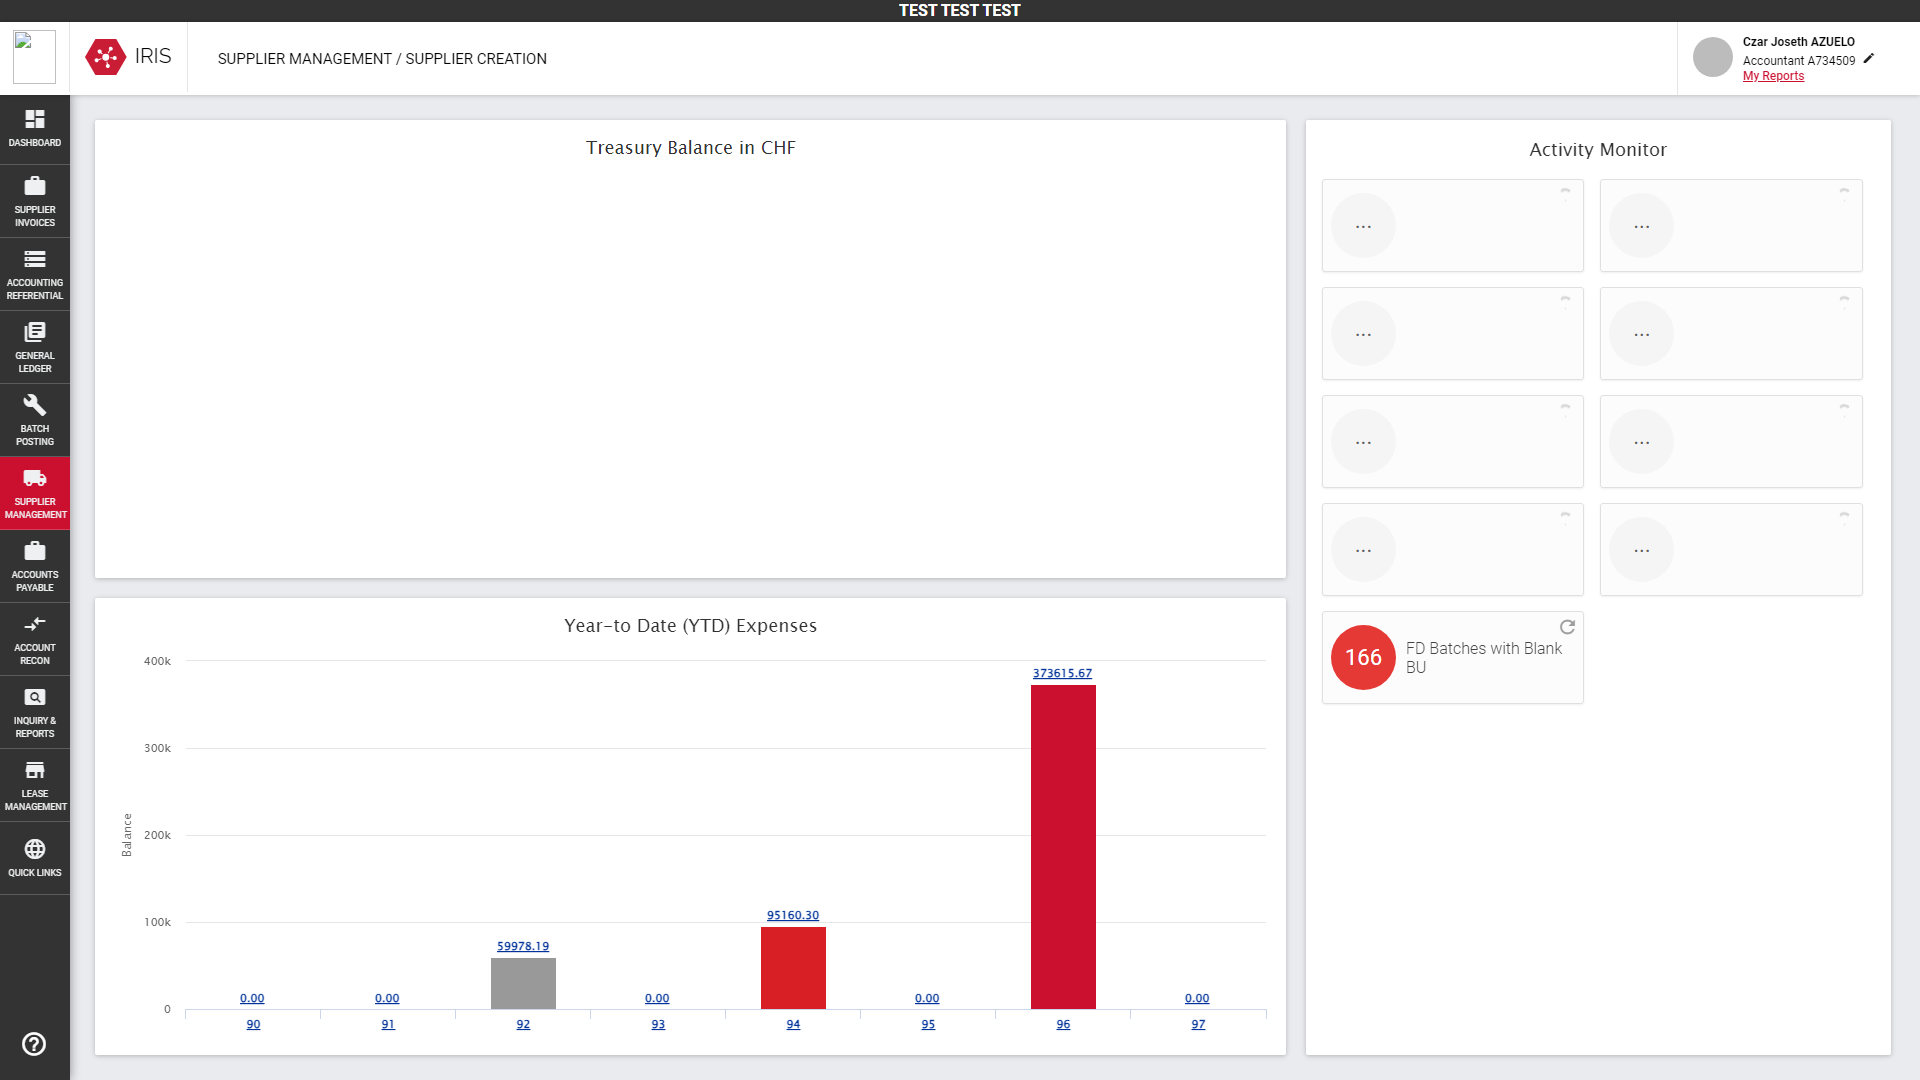 TEST TEST TEST
IRIS
SUPPLIER MANAGEMENT / SUPPLIER CREATION
Czar Joseth AZUELO
Accountant A734509
My Reports
DASHBOARD
SUPPLIER
INVOICES
ACCOUNTING
REFERENTIAL
GENERAL
LEDGER
BATCH
POSTING
SUPPLIER
MANAGEMENT
ACCOUNTS
PAYABLE
ACCOUNT
RECON
INQUIRY &
REPORTS
LEASE
MANAGEMENT
QUICK LINKS
Treasury Balance in CHF
Year-to Date (YTD) Expenses
Balance
400k
300k
200k
100k
0
0.00
0.00
59978.19
0.00
95160.30
0.00
373615.67
0.00
90
91
92
93
94
95
96
97
Activity Monitor
...
...
...
...
...
...
...
...
166
FD Batches with Blank
BU